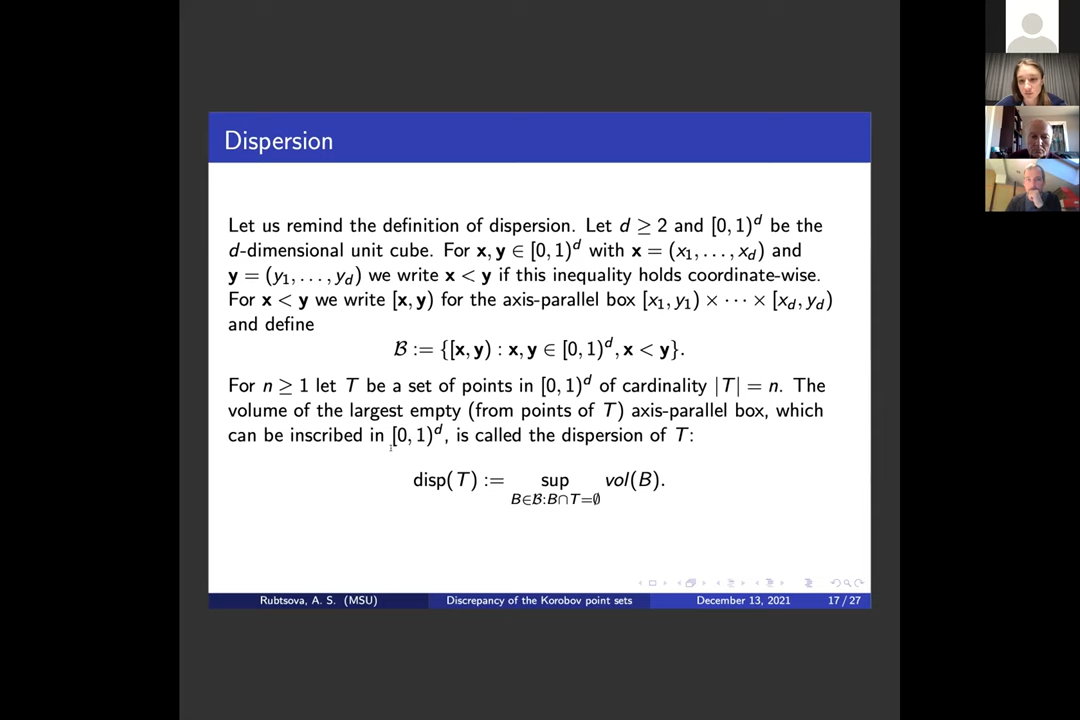 Dispersion
Let us remind the definition of dispersion. Let d ≥ 2 and [0, 1)^d be the
d-dimensional unit cube. For x, y ∈ [0, 1)^d with x = (x₁, . . . , x_d) and
y = (y₁, . . . , y_d) we write x < y if this inequality holds coordinate-wise.
For x < y we write [x, y) for the axis-parallel box [x₁, y₁) × · · · × [x_d, y_d)
and define
ℬ := {[x, y) : x, y ∈ [0, 1)^d, x < y}.
For n ≥ 1 let T be a set of points in [0, 1)^d of cardinality |T| = n. The
volume of the largest empty (from points of T) axis-parallel box, which
can be inscribed in [0, 1)^d, is called the dispersion of T:
disp(T) := sup vol(B).
B∈ℬ:B∩T=∅
Rubtsova, A. S. (MSU) Discrepancy of the Korobov point sets December 13, 2021 17 / 27